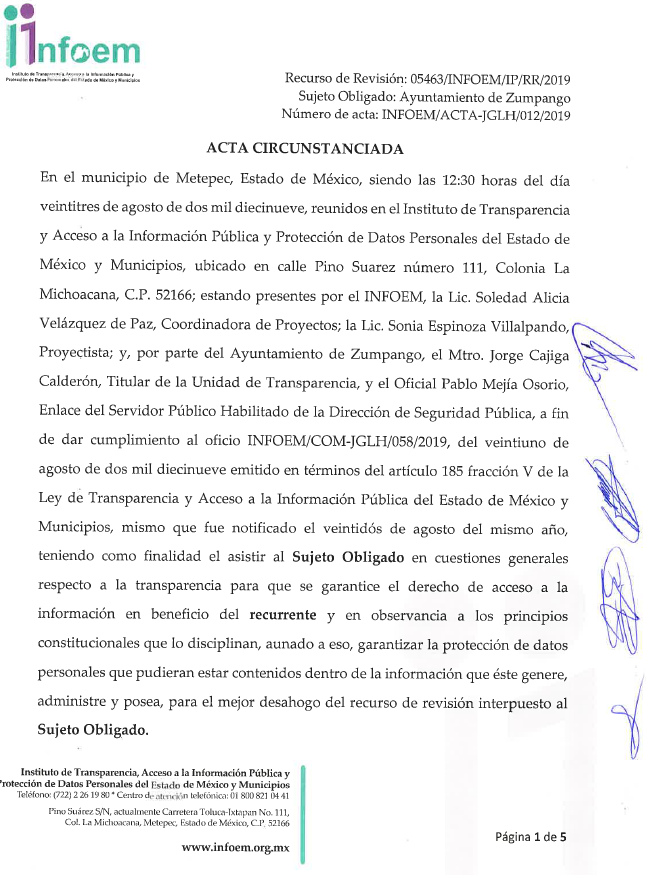 infoem
Instituto de Transparencia, Acceso a la Información Pública y
Protección de Datos Personales del Estado de México y Municipios
Recurso de Revisión: 05463/INFOEM/IP/RR/2019
Sujeto Obligado: Ayuntamiento de Zumpango
Número de acta: INFOEM/ACTA-JGLH/012/2019
ACTA CIRCUNSTANCIADA
En el municipio de Metepec, Estado de México, siendo las 12:30 horas del día
veintitres de agosto de dos mil diecinueve, reunidos en el Instituto de Transparencia
y Acceso a la Información Pública y Protección de Datos Personales del Estado de
México y Municipios, ubicado en calle Pino Suarez número 111, Colonia La
Michoacana, C.P. 52166; estando presentes por el INFOEM, la Lic. Soledad Alicia
Velázquez de Paz, Coordinadora de Proyectos; la Lic. Sonia Espinoza Villalpando,
Proyectista; y, por parte del Ayuntamiento de Zumpango, el Mtro. Jorge Cajiga
Calderón, Titular de la Unidad de Transparencia, y el Oficial Pablo Mejía Osorio,
Enlace del Servidor Público Habilitado de la Dirección de Seguridad Pública, a fin
de dar cumplimiento al oficio INFOEM/COM-JGLH/058/2019, del veintiuno de
agosto de dos mil diecinueve emitido en términos del artículo 185 fracción V de la
Ley de Transparencia y Acceso a la Información Pública del Estado de México y
Municipios, mismo que fue notificado el veintidós de agosto del mismo año,
teniendo como finalidad el asistir al Sujeto Obligado en cuestiones generales
respecto a la transparencia para que se garantice el derecho de acceso a la
información en beneficio del recurrente y en observancia a los principios
constitucionales que lo disciplinan, aunado a eso, garantizar la protección de datos
personales que pudieran estar contenidos dentro de la información que éste genere,
administre y posea, para el mejor desahogo del recurso de revisión interpuesto al
Sujeto Obligado.
Instituto de Transparencia, Acceso a la Información Pública y
Protección de Datos Personales del Estado de México y Municipios
Teléfono: (722) 2 26 19 80 * Centro de atención telefónica: 01 800 821 04 41
Pino Suárez S/N, actualmente Carretera Toluca-Ixtapan No. 111,
Col. La Michoacana, Metepec, Estado de México, C.P. 52166
www.infoem.org.mx
Página 1 de 5